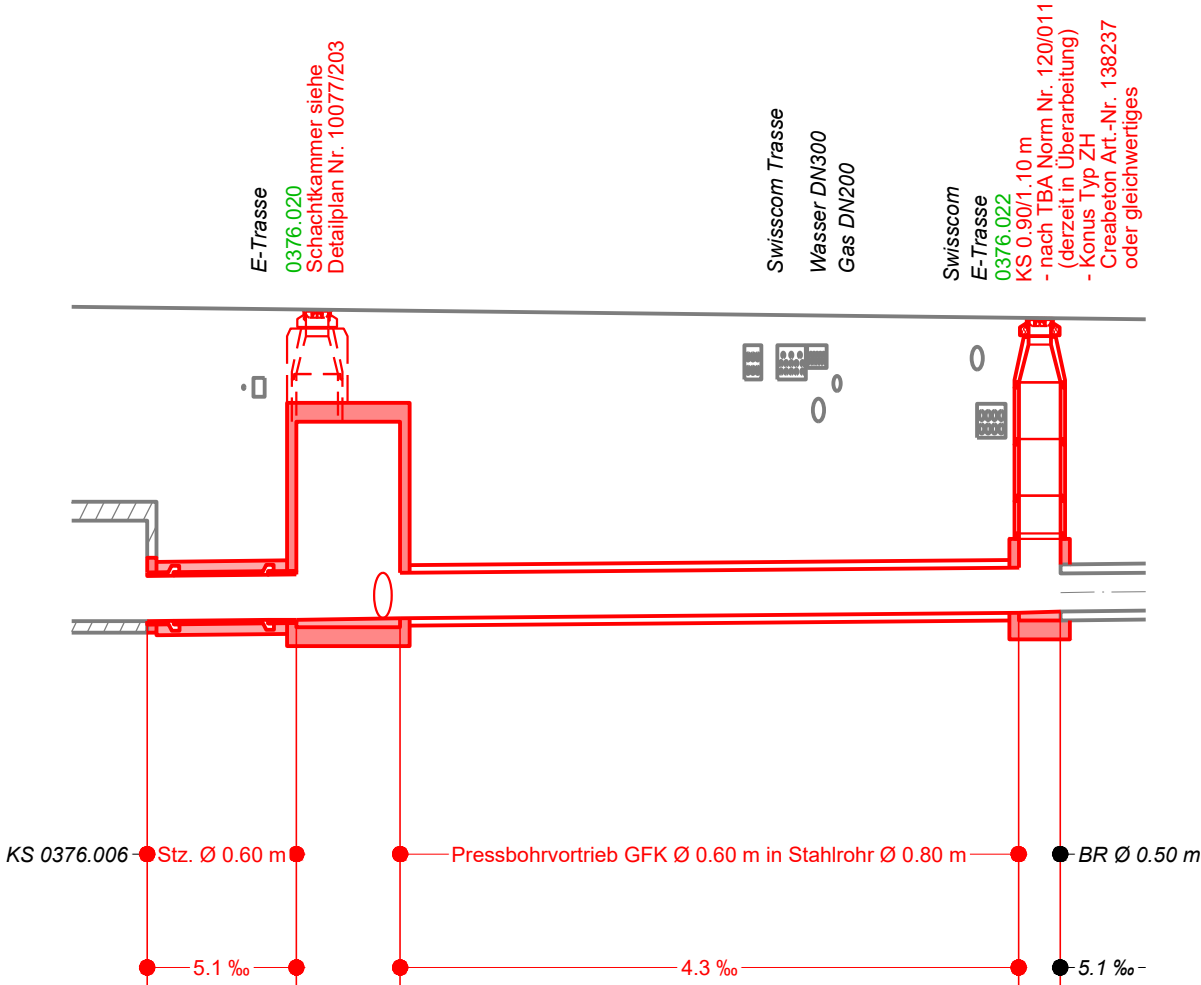 E-Trasse
0376.020
Schachtkammer siehe
Detailplan Nr. 10077/203
Swisscom Trasse
Wasser DN300
Gas DN200
Swisscom
E-Trasse
0376.022
KS 0.90/1.10 m
- nach TBA Norm Nr. 120/011
(derzeit in Überarbeitung)
- Konus Typ ZH
Creabeton Art.-Nr. 138237
oder gleichwertiges
KS 0376.006
Stz. Ø 0.60 m
Pressbohrvortrieb GFK Ø 0.60 m in Stahlrohr Ø 0.80 m
BR Ø 0.50 m
5.1 ‰
4.3 ‰
5.1 ‰